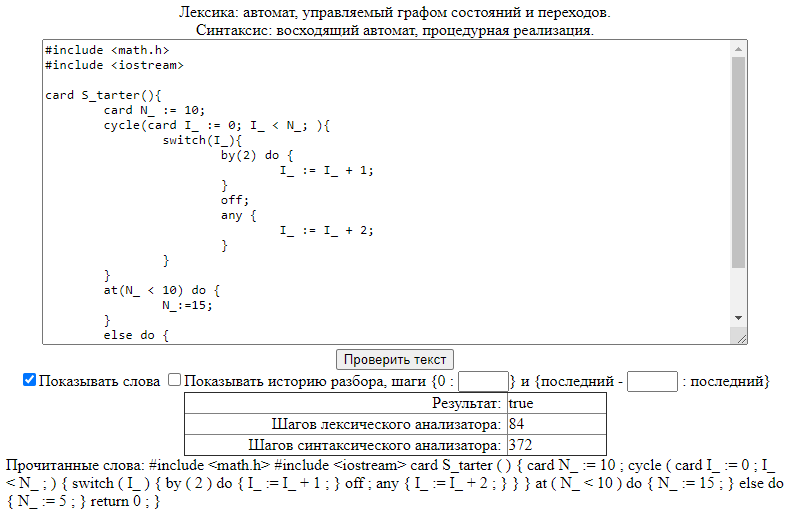 Лексика: автомат, управляемый графом состояний и переходов.
Синтаксис: восходящий автомат, процедурная реализация.
#include <math.h>
#include <iostream>
card S_tarter(){
card N_ := 10;
cycle(card I_ := 0; I_ < N_; ){
switch(I_){
by(2) do {
I_ := I_ + 1;
}
off;
any {
I_ := I_ + 2;
}
}
}
at(N_ < 10) do {
N_:=15;
}
else do {
Проверить текст
Показывать слова Показывать историю разбора, шаги {0 : } и {последний - : последний}
Результат: true
Шагов лексического анализатора: 84
Шагов синтаксического анализатора: 372
Прочитанные слова: #include <math.h> #include <iostream> card S_tarter ( ) { card N_ := 10 ; cycle ( card I_ := 0 ; I_
< N_ ; ) { switch ( I_ ) { by ( 2 ) do { I_ := I_ + 1 ; } off ; any { I_ := I_ + 2 ; } } } at ( N_ < 10 ) do { N_ := 15 ; } else do
{ N_ := 5 ; } return 0 ; }